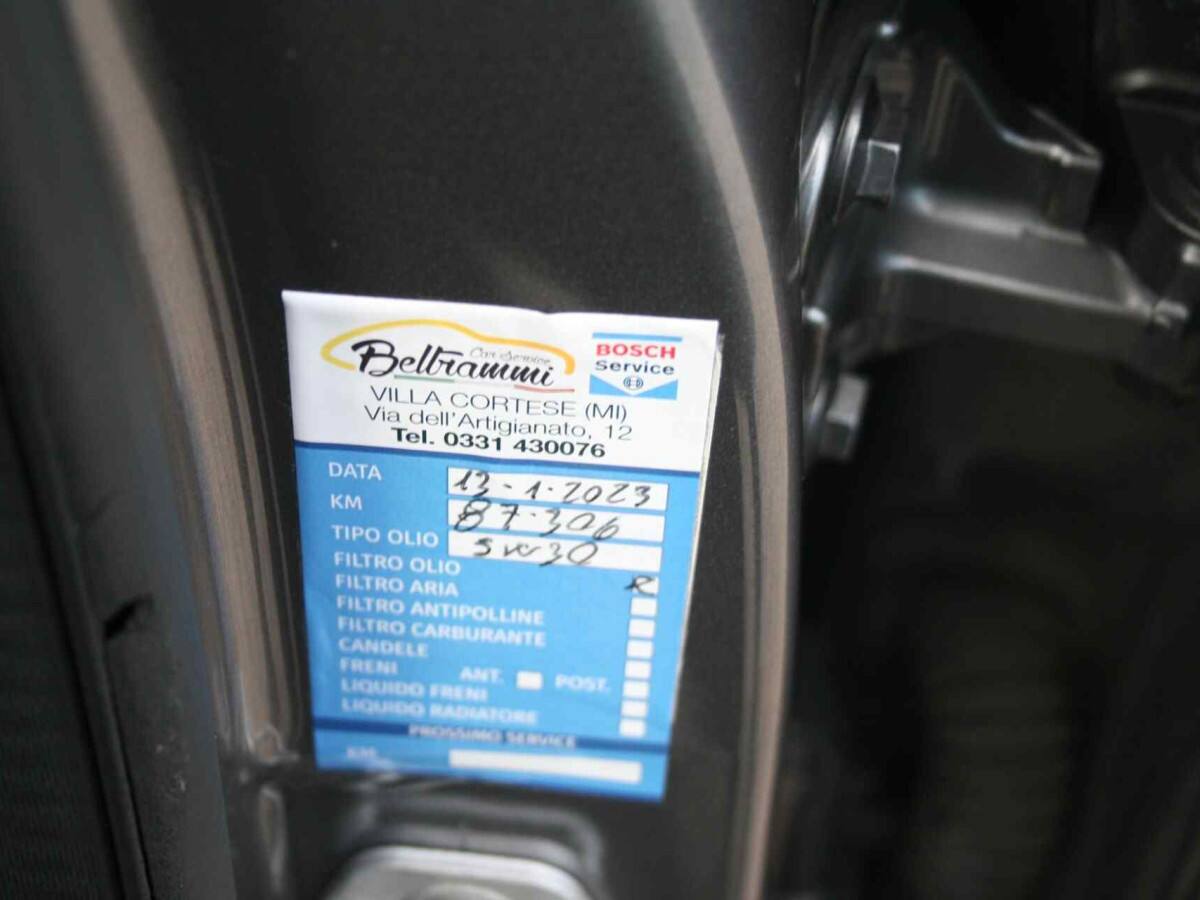 Car Service
Beltrammi
BOSCH
Service
VILLA CORTESE (MI)
Via dell'Artigianato, 12
Tel. 0331 430076
DATA 13-1-2023
KM 87.306
TIPO OLIO 5W30
FILTRO OLIO R
FILTRO ARIA
FILTRO ANTIPOLLINE
FILTRO CARBURANTE
CANDELE
FRENI ANT. POST.
LIQUIDO FRENI
LIQUIDO RADIATORE
PROSSIMO SERVICE
KM